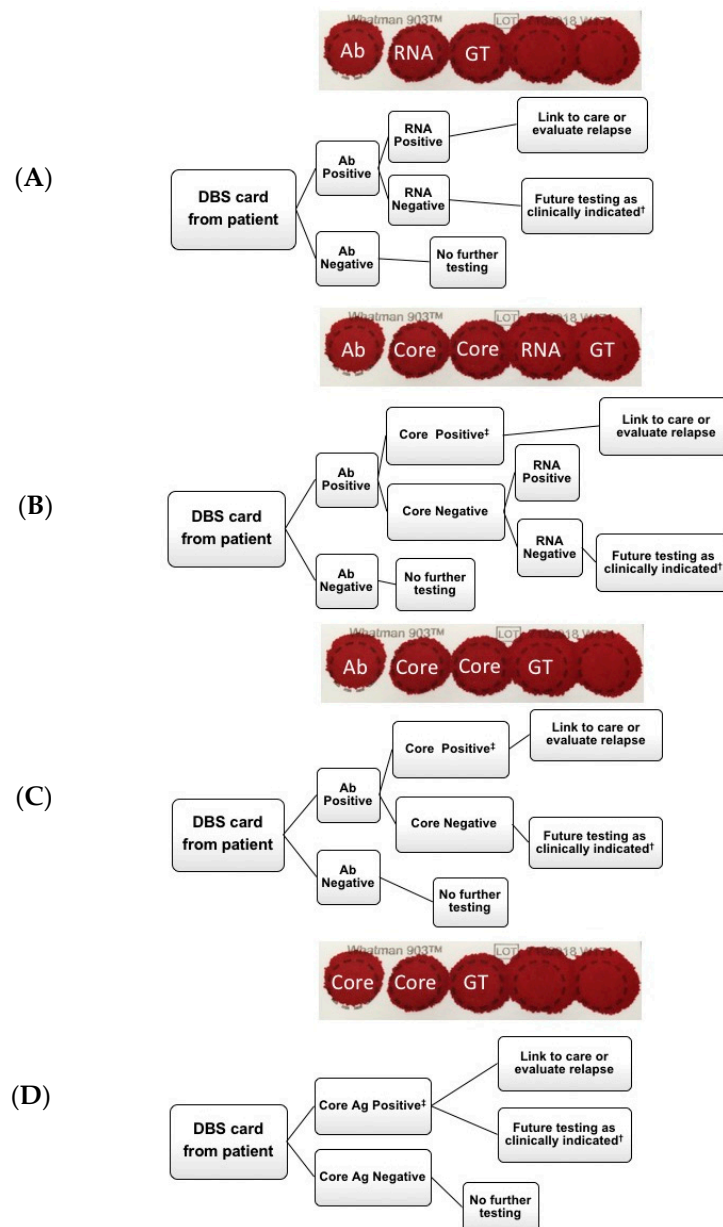 Whatman 903™ LOT
Ab RNA GT
(A)
DBS card
from patient
Ab
Positive
RNA
Positive
Link to care or
evaluate relapse
RNA
Negative
Future testing as
clinically indicated†
Ab
Negative
No further
testing
Whatman 903™ LOT
Ab Core Core RNA GT
(B)
DBS card
from patient
Ab
Positive
Core Positive‡
Link to care or
evaluate relapse
Core Negative
RNA
Positive
RNA
Negative
Future testing as
clinically indicated†
Ab
Negative
No further
testing
Whatman 903™ LOT
Ab Core Core GT
(C)
DBS card
from patient
Ab
Positive
Core Positive‡
Link to care or
evaluate relapse
Core Negative
Future testing as
clinically indicated†
Ab
Negative
No further
testing
Whatman 903™ LOT
Core Core GT
(D)
DBS card
from patient
Core Ag Positive‡
Link to care or
evaluate relapse
Future testing as
clinically indicated†
Core Ag Negative
No further
testing